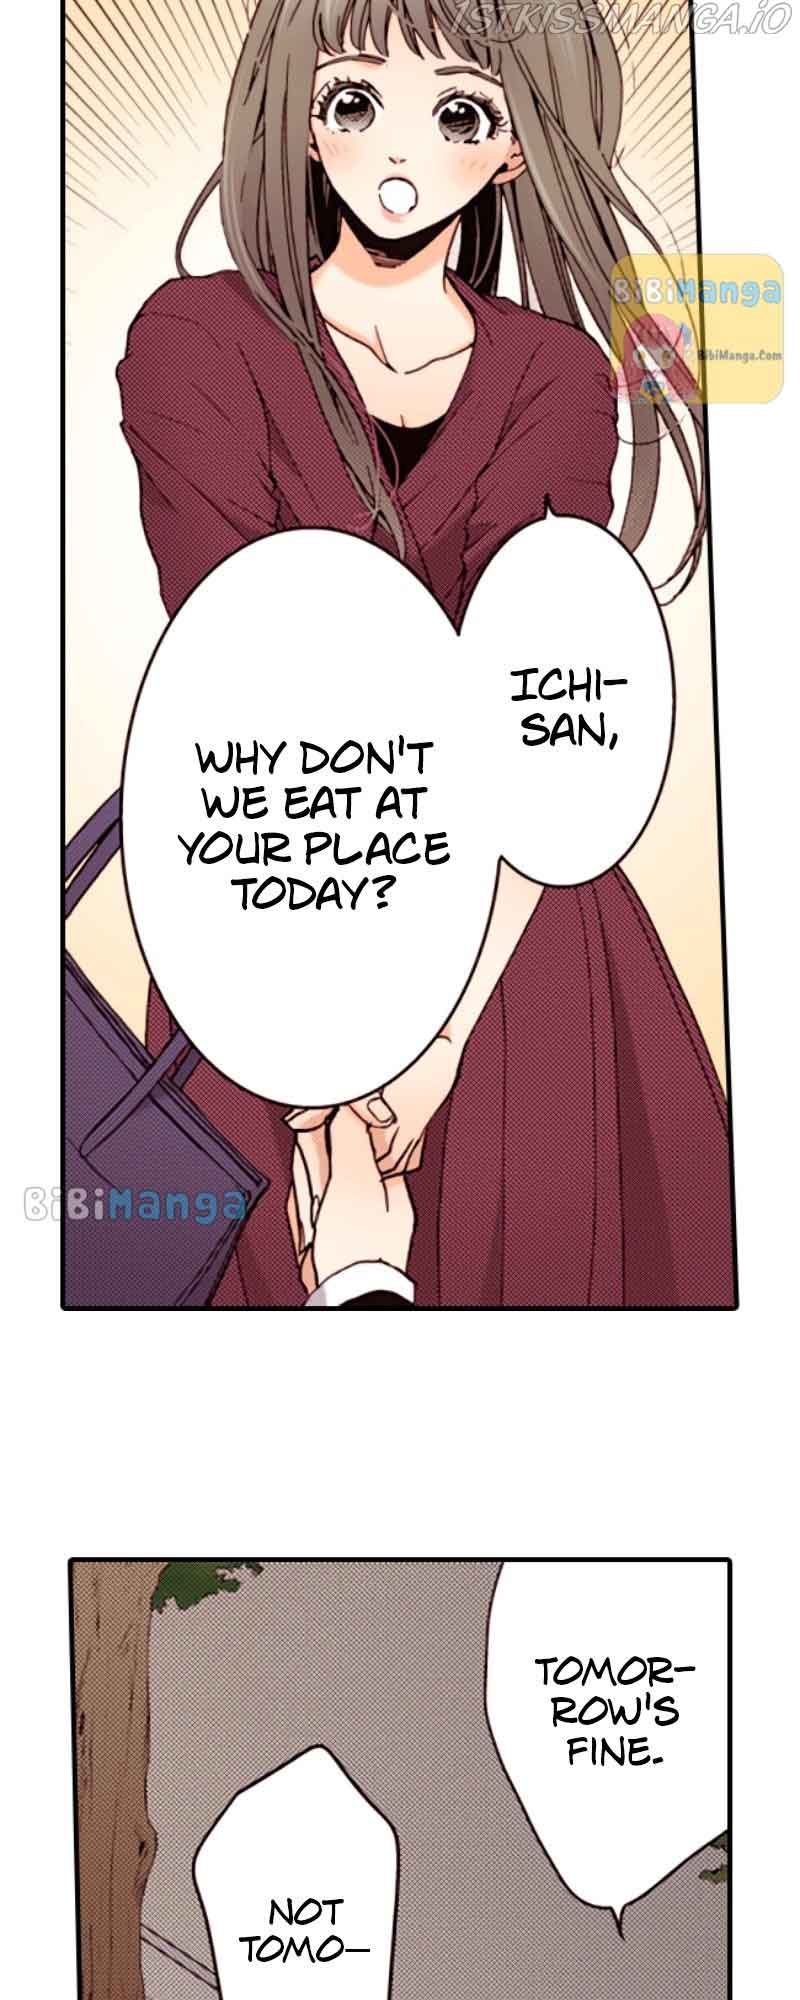 1STKISSMANGA.iO
BiBiManga
BibiManga.Com
ICHI-
SAN,
WHY DON'T
WE EAT AT
YOUR PLACE
TODAY?
BiBiManga
TOMOR-
ROW'S
FINE.
NOT
TOMO-